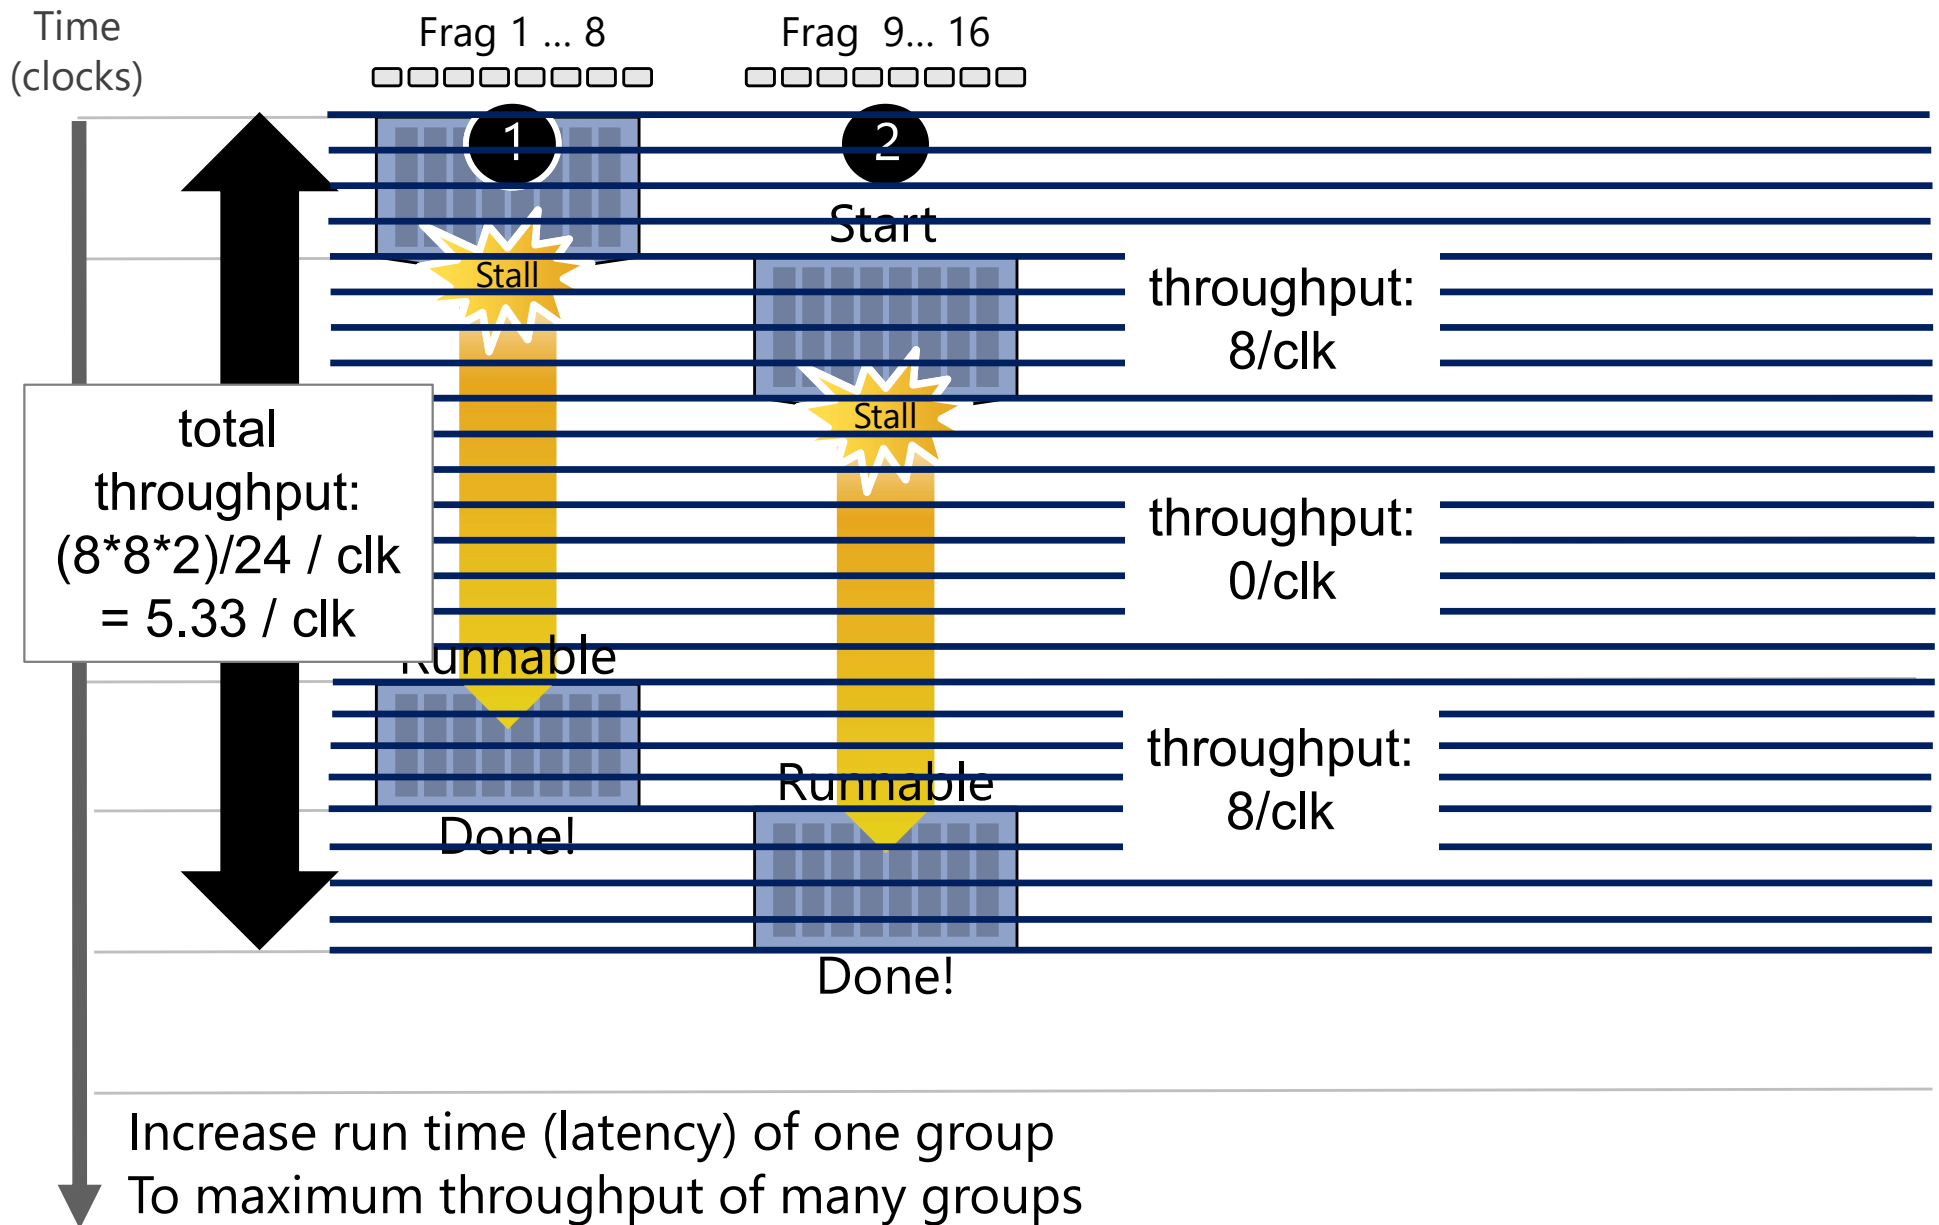 Time
(clocks)
Frag 1 ... 8
Frag 9... 16
1
2
Start
Stall
throughput:
8/clk
Stall
total
throughput:
(8*8*2)/24 / clk
= 5.33 / clk
throughput:
0/clk
Runnable
throughput:
8/clk
Runnable
Done!
Done!
Increase run time (latency) of one group
To maximum throughput of many groups